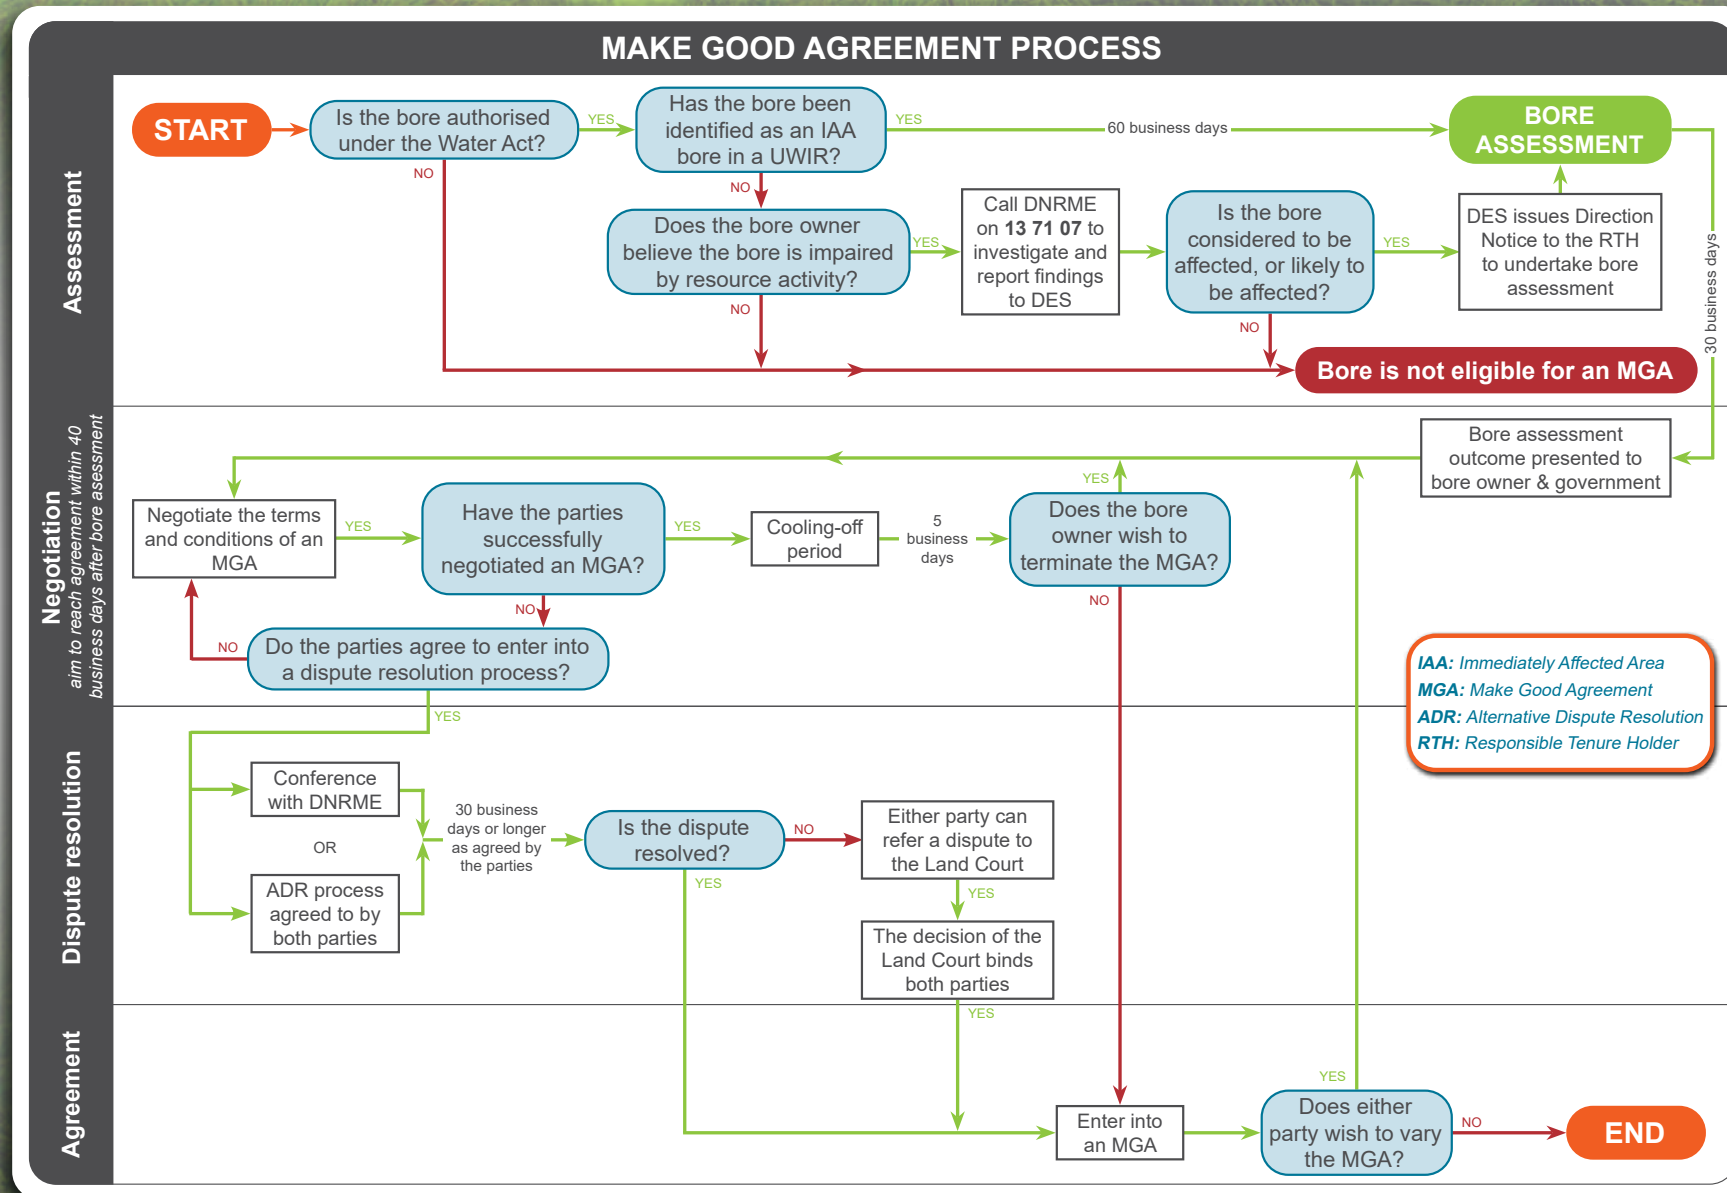 MAKE GOOD AGREEMENT PROCESS
Assessment
START
Is the bore authorised
under the Water Act?
YES
NO
Has the bore been
identified as an IAA
bore in a UWIR?
YES
60 business days
BORE
ASSESSMENT
NO
Does the bore owner
believe the bore is impaired
by resource activity?
YES
NO
Call DNRME
on 13 71 07 to
investigate and
report findings
to DES
Is the bore
considered to be
affected, or likely to
be affected?
YES
NO
DES issues Direction
Notice to the RTH
to undertake bore
assessment
30 business days
Bore is not eligible for an MGA
Negotiation
aim to reach agreement within 40
business days after bore asessment
Bore assessment
outcome presented to
bore owner & government
Negotiate the terms
and conditions of an
MGA
YES
Have the parties
successfully
negotiated an MGA?
YES
NO
Cooling-off
period
5
business
days
Does the bore
owner wish to
terminate the MGA?
YES
NO
Do the parties agree to enter into
a dispute resolution process?
NO
YES
IAA: Immediately Affected Area
MGA: Make Good Agreement
ADR: Alternative Dispute Resolution
RTH: Responsible Tenure Holder
Dispute resolution
Conference
with DNRME
OR
ADR process
agreed to by
both parties
30 business
days or longer
as agreed by
the parties
Is the dispute
resolved?
NO
YES
Either party can
refer a dispute to
the Land Court
YES
The decision of the
Land Court binds
both parties
YES
Agreement
Enter into
an MGA
YES
Does either
party wish to vary
the MGA?
NO
END